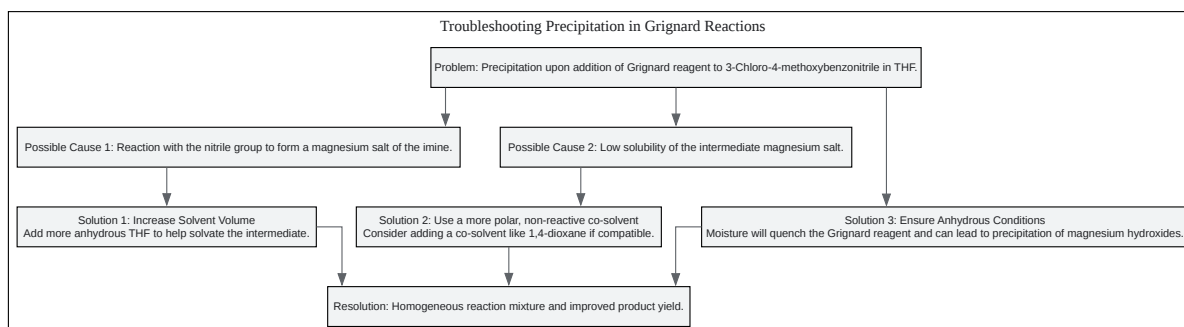 Troubleshooting Precipitation in Grignard Reactions
Problem: Precipitation upon addition of Grignard reagent to 3-Chloro-4-methoxybenzonitrile in THF.
Possible Cause 1: Reaction with the nitrile group to form a magnesium salt of the imine.
Possible Cause 2: Low solubility of the intermediate magnesium salt.
Solution 1: Increase Solvent Volume
Add more anhydrous THF to help solvate the intermediate.
Solution 2: Use a more polar, non-reactive co-solvent
Consider adding a co-solvent like 1,4-dioxane if compatible.
Solution 3: Ensure Anhydrous Conditions
Moisture will quench the Grignard reagent and can lead to precipitation of magnesium hydroxides.
Resolution: Homogeneous reaction mixture and improved product yield.